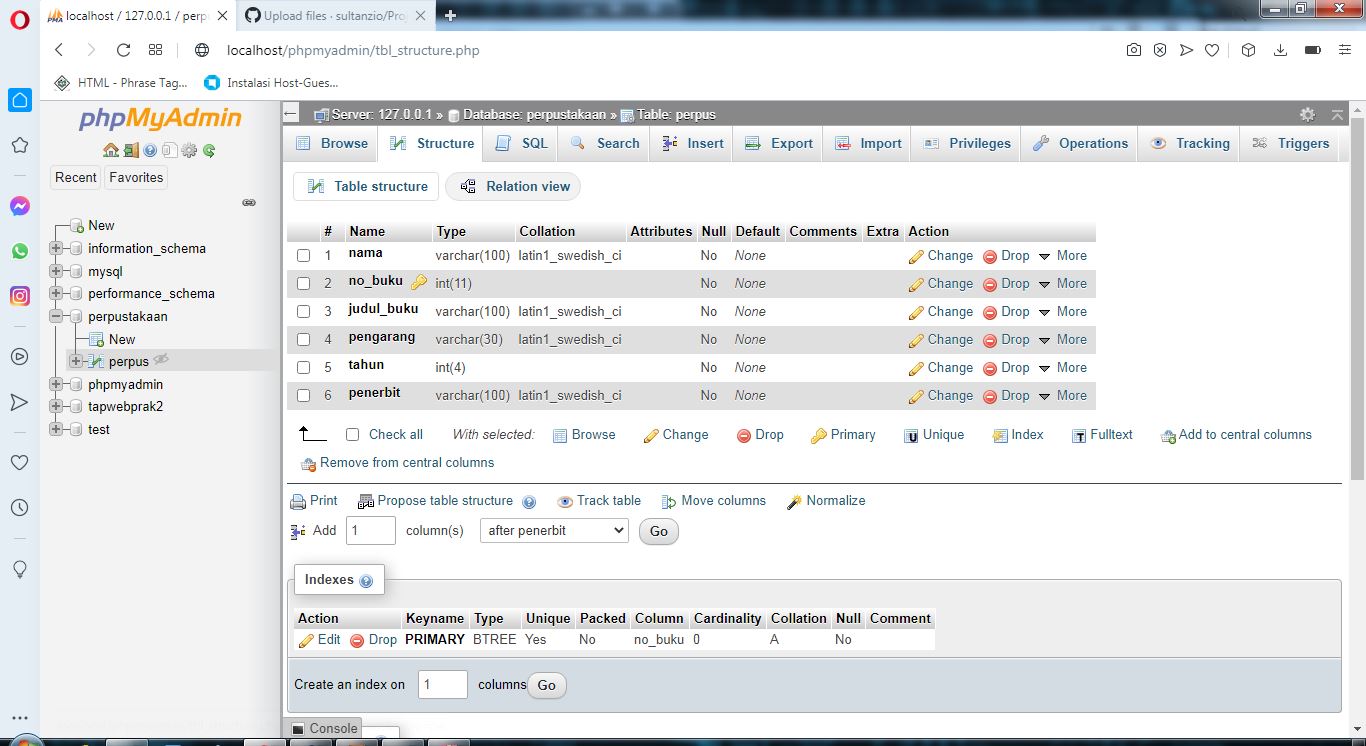 localhost / 127.0.0.1 / perp
Upload files · sultanzio/Pro
localhost/phpmyadmin/tbl_structure.php
HTML - Phrase Tag...
Instalasi Host-Gues...
phpMyAdmin
Recent Favorites
New
information_schema
mysql
performance_schema
perpustakaan
New
perpus
phpmyadmin
tapwebprak2
test
Server: 127.0.0.1 » Database: perpustakaan » Table: perpus
Browse Structure SQL Search Insert Export Import Privileges Operations Tracking Triggers
Table structure Relation view
# Name Type Collation Attributes Null Default Comments Extra Action
1 nama varchar(100) latin1_swedish_ci No None Change Drop More
2 no_buku int(11) No None Change Drop More
3 judul_buku varchar(100) latin1_swedish_ci No None Change Drop More
4 pengarang varchar(30) latin1_swedish_ci No None Change Drop More
5 tahun int(4) No None Change Drop More
6 penerbit varchar(100) latin1_swedish_ci No None Change Drop More
Check all With selected: Browse Change Drop Primary Unique Index Fulltext Add to central columns
Remove from central columns
Print Propose table structure Track table Move columns Normalize
Add 1 column(s) after penerbit Go
Indexes
Action Keyname Type Unique Packed Column Cardinality Collation Null Comment
Edit Drop PRIMARY BTREE Yes No no_buku 0 A No
Create an index on 1 columns Go
Console